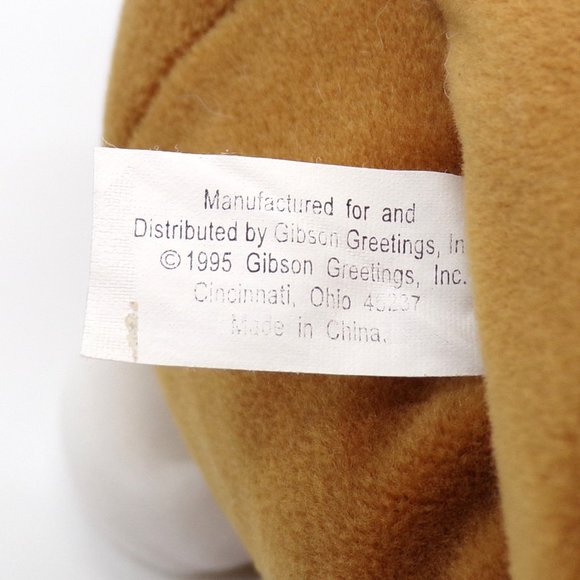 Manufactured for and
Distributed by Gibson Greetings, In
©1995 Gibson Greetings, Inc.
Cincinnati, Ohio 45237
Made in China.